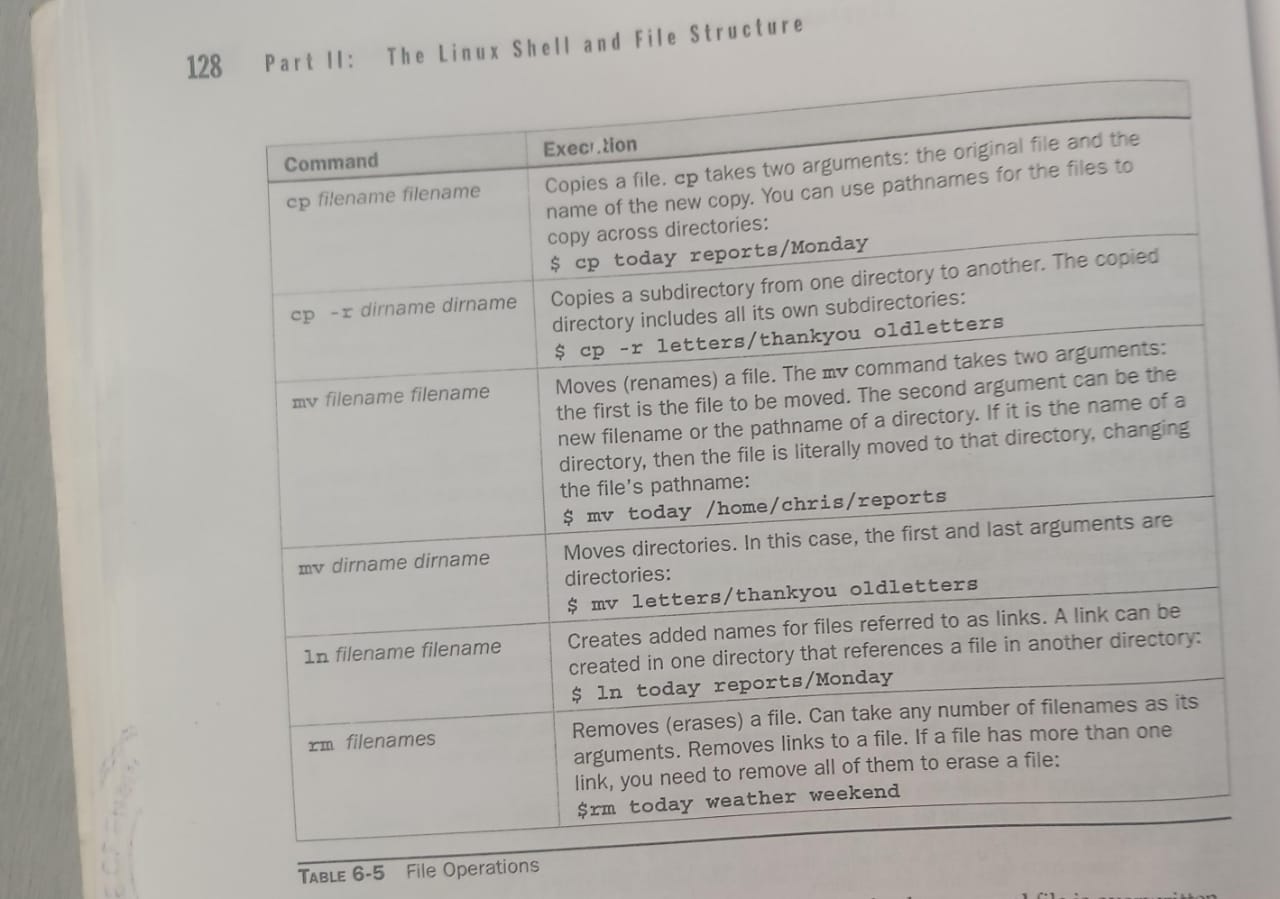 128 Part II: The Linux Shell and File Structure
Command
Execution
cp filename filename
Copies a file. cp takes two arguments: the original file and the
name of the new copy. You can use pathnames for the files to
copy across directories:
$ cp today reports/Monday
cp -r dirname dirname
Copies a subdirectory from one directory to another. The copied
directory includes all its own subdirectories:
$ cp -r letters/thankyou oldletters
mv filename filename
Moves (renames) a file. The mv command takes two arguments:
the first is the file to be moved. The second argument can be the
new filename or the pathname of a directory. If it is the name of a
directory, then the file is literally moved to that directory, changing
the file's pathname:
$ mv today /home/chris/reports
mv dirname dirname
Moves directories. In this case, the first and last arguments are
directories:
$ mv letters/thankyou oldletters
ln filename filename
Creates added names for files referred to as links. A link can be
created in one directory that references a file in another directory:
$ ln today reports/Monday
rm filenames
Removes (erases) a file. Can take any number of filenames as its
arguments. Removes links to a file. If a file has more than one
link, you need to remove all of them to erase a file:
$rm today weather weekend
TABLE 6-5 File Operations